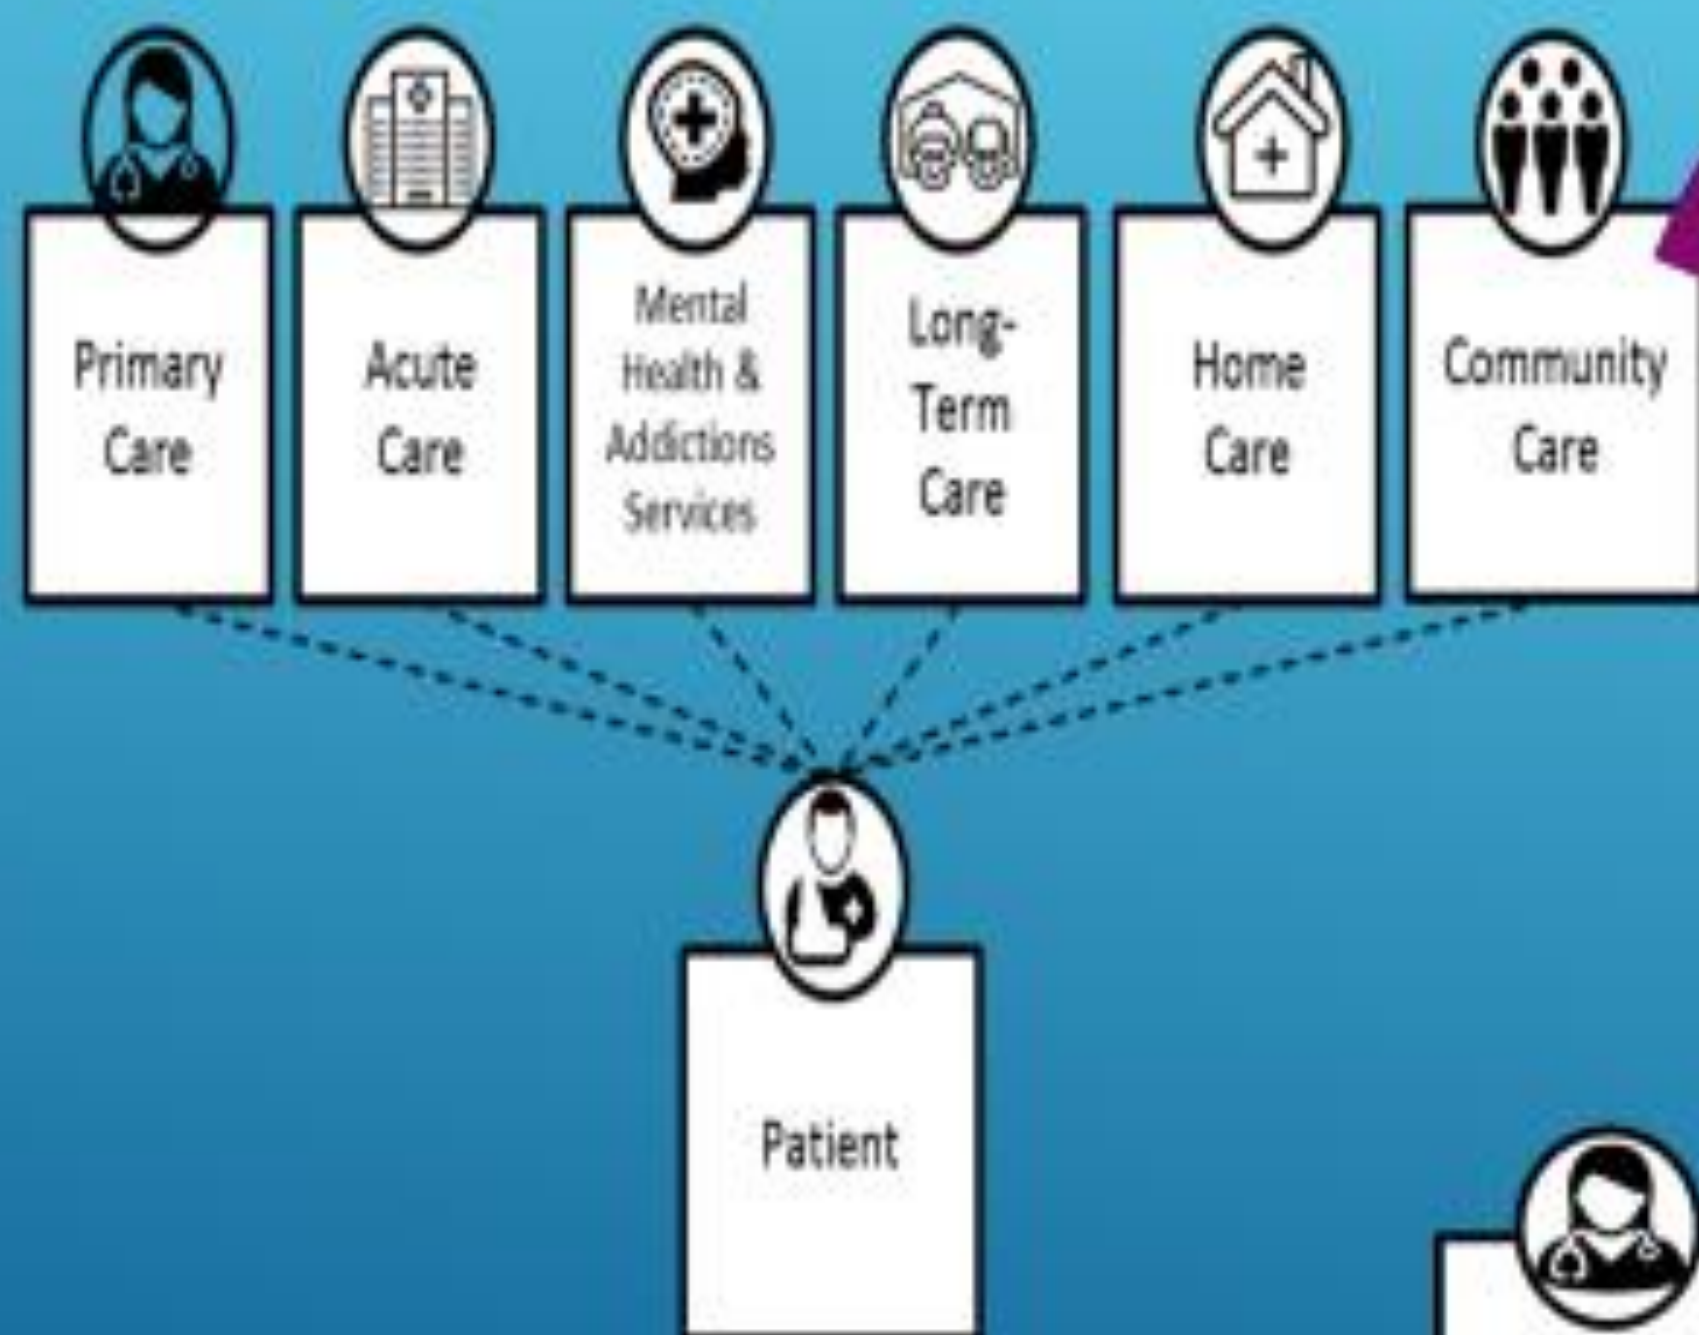 Primary
Care
Acute
Care
Mental
Health &
Addictions
Services
Long-
Term
Care
Home
Care
Community
Care
Patient